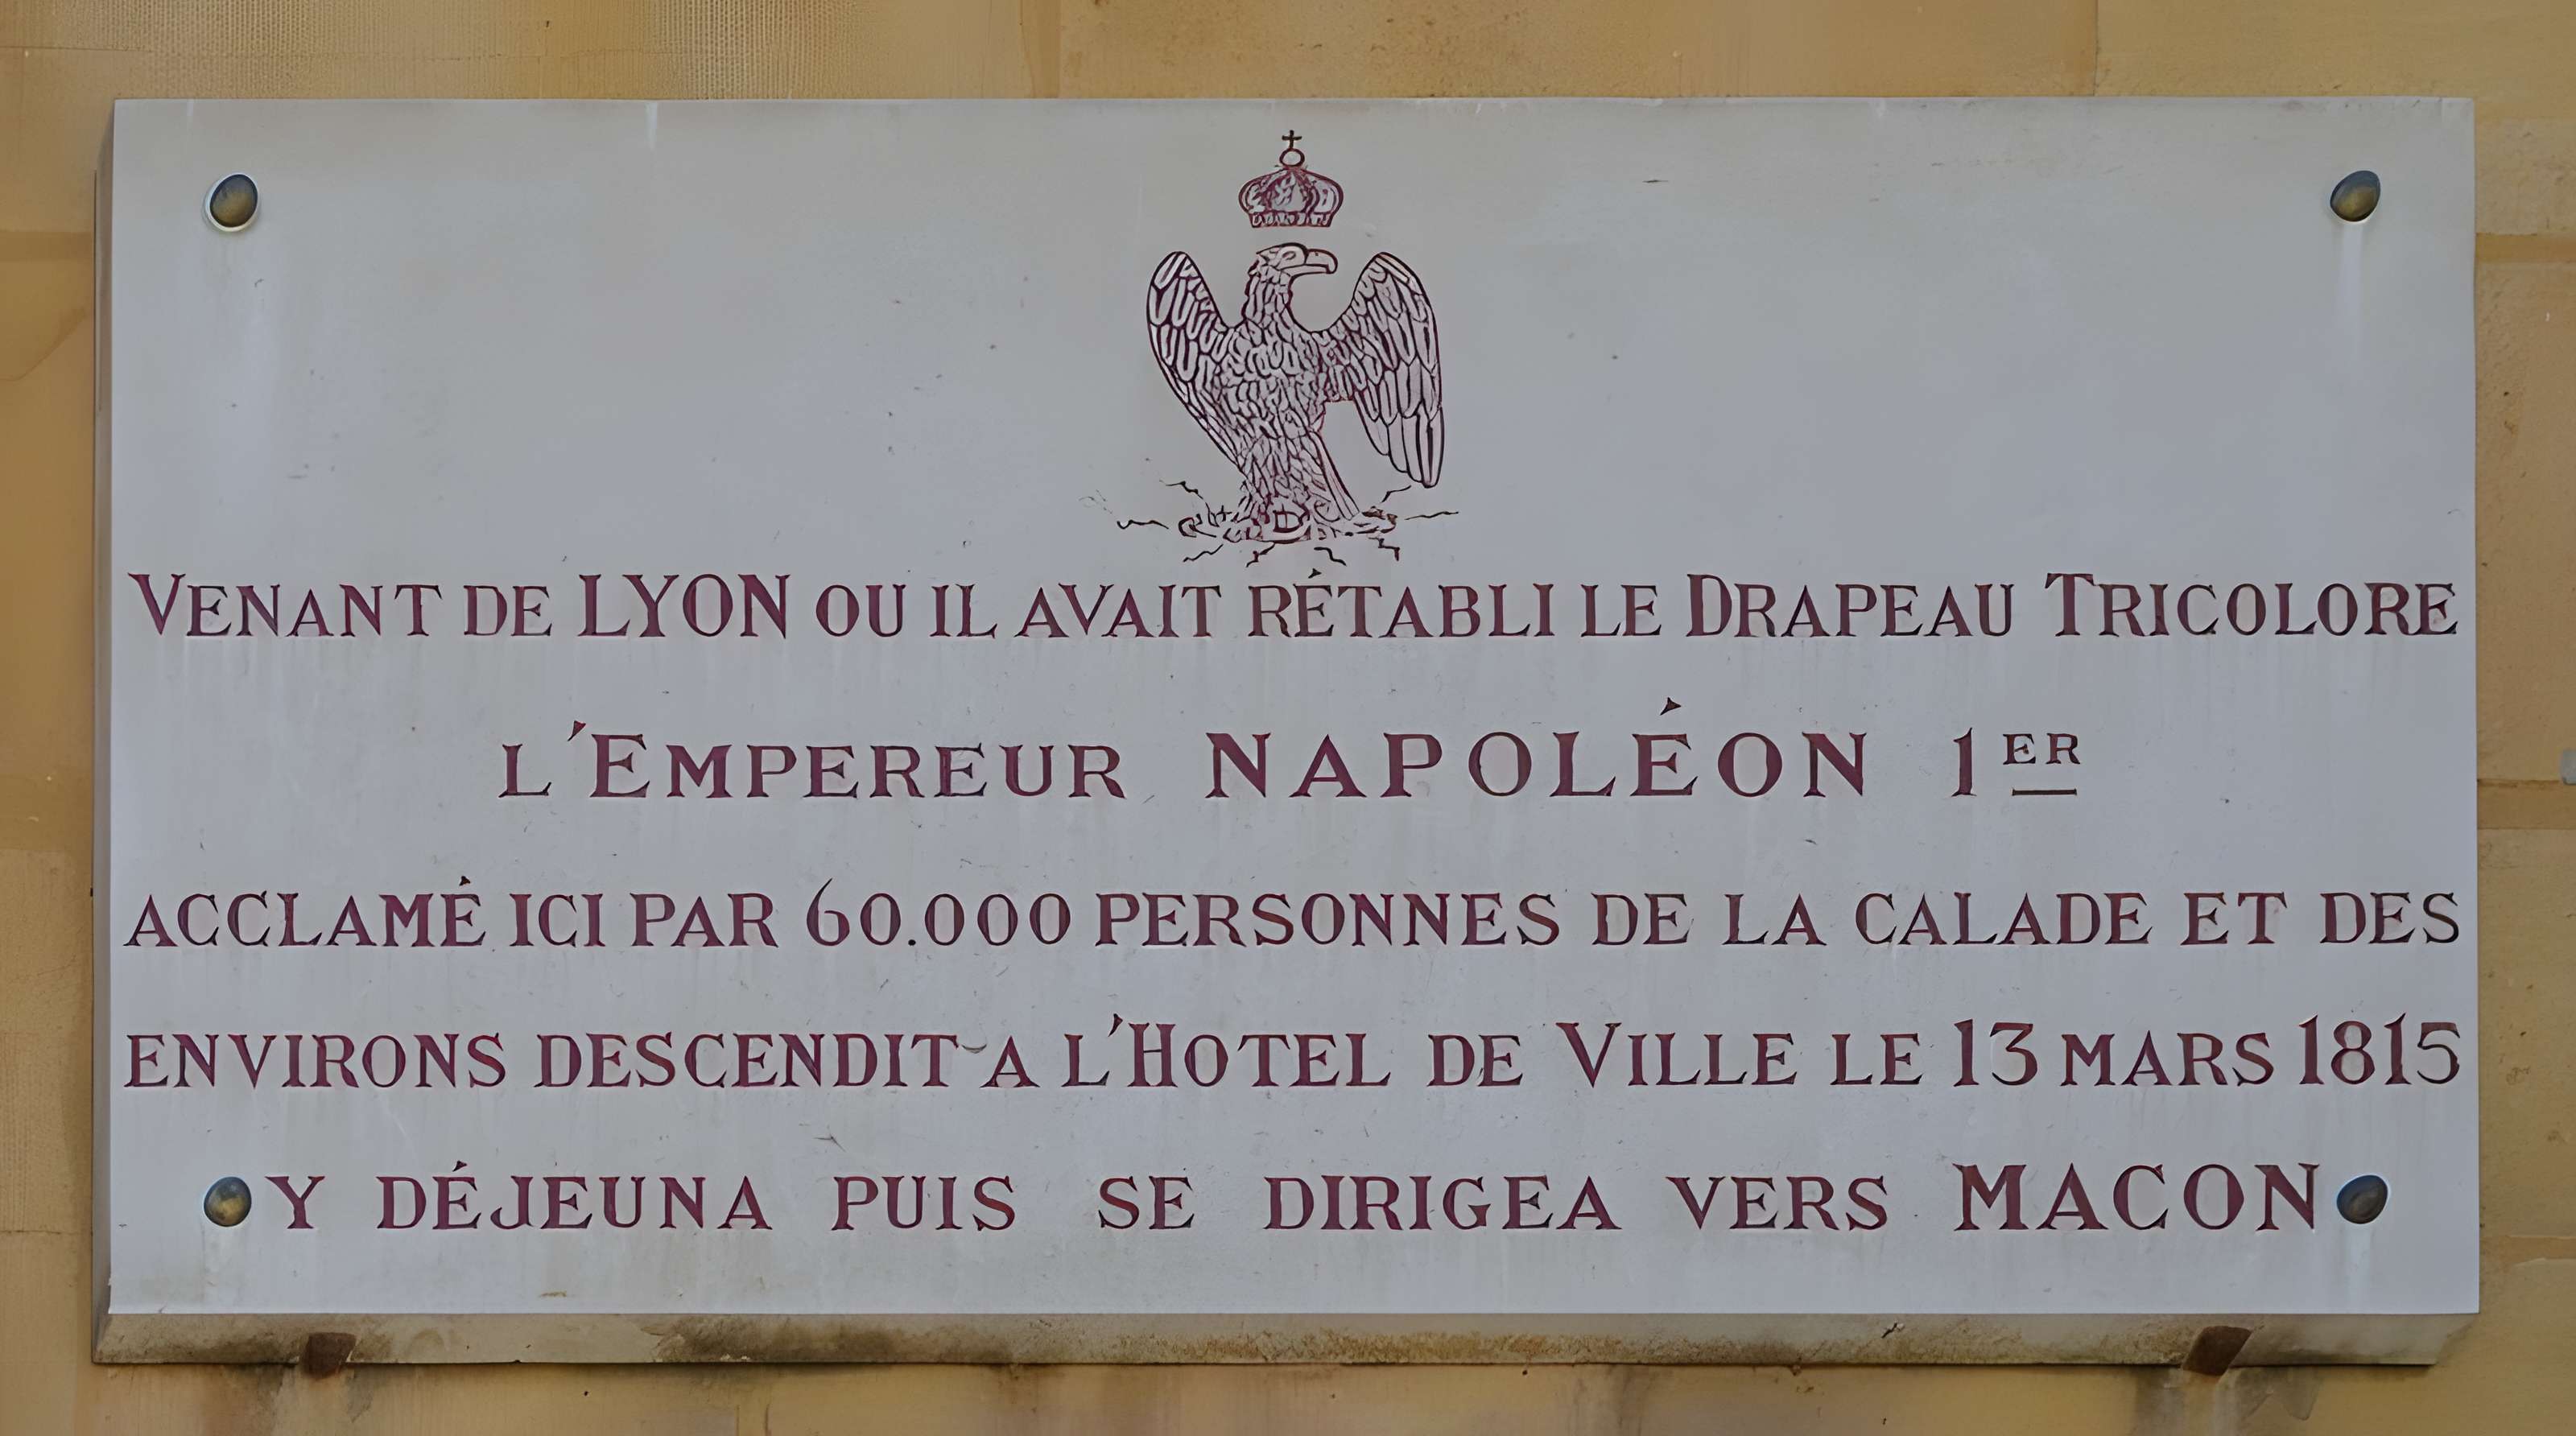 VENANT DE LYON OU IL AVAIT RÉTABLI LE DRAPEAU TRICOLORE
L'EMPEREUR NAPOLÉON 1ER
ACCLAMÉ ICI PAR 60.000 PERSONNES DE LA CALADE ET DES
ENVIRONS DESCENDIT A L'HOTEL DE VILLE LE 13 MARS 1815
Y DÉJEUNA PUIS SE DIRIGEA VERS MACON